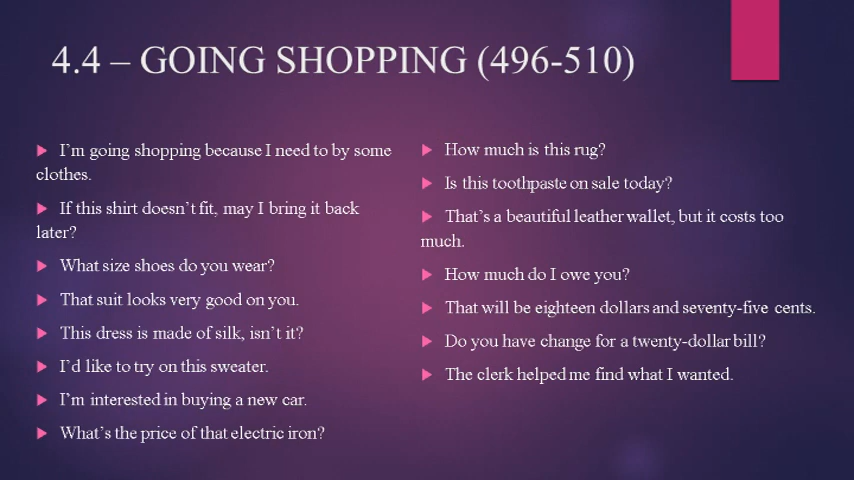 4.4 – GOING SHOPPING (496-510)
I'm going shopping because I need to by some
clothes.
If this shirt doesn't fit, may I bring it back
later?
What size shoes do you wear?
That suit looks very good on you.
This dress is made of silk, isn't it?
I'd like to try on this sweater.
I'm interested in buying a new car.
What's the price of that electric iron?
How much is this rug?
Is this toothpaste on sale today?
That's a beautiful leather wallet, but it costs too
much.
How much do I owe you?
That will be eighteen dollars and seventy-five cents.
Do you have change for a twenty-dollar bill?
The clerk helped me find what I wanted.